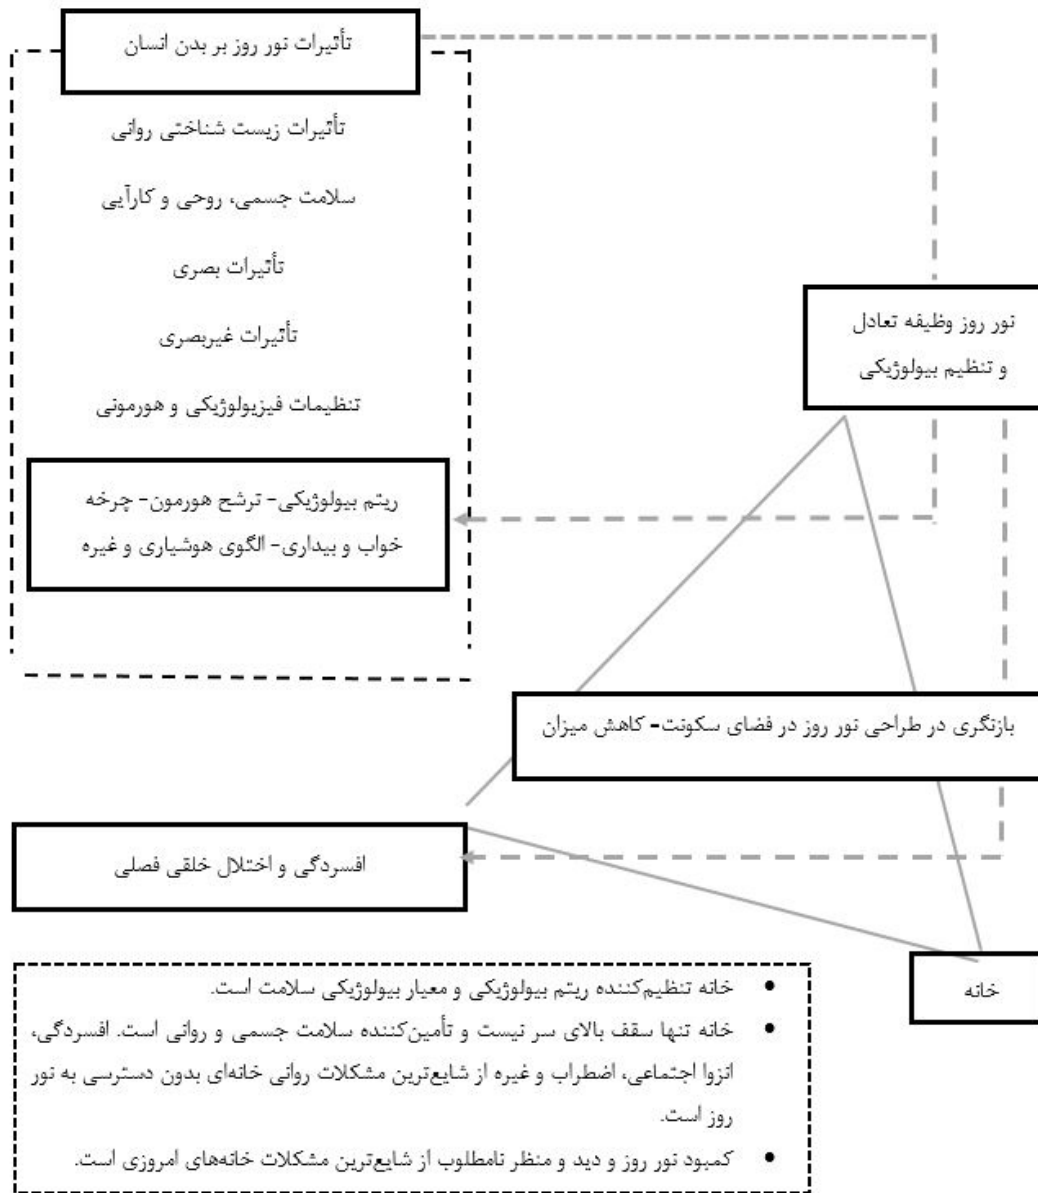 تأثیرات نور روز بر بدن انسان
تأثیرات زیست شناختی روانی
سلامت جسمی، روحی و کارآیی
تأثیرات بصری
تأثیرات غیربصری
تنظیمات فیزیولوژیکی و هورمونی
ریتم بیولوژیکی- ترشح هورمون- چرخه
خواب و بیداری- الگوی هوشیاری و غیره
نور روز وظیفه تعادل
و تنظیم بیولوژیکی
بازنگری در طراحی نور روز در فضای سکونت- کاهش میزان
افسردگی و اختلال خلقی فصلی
خانه
• خانه تنظیم‌کننده ریتم بیولوژیکی و معیار بیولوژیکی سلامت است.
• خانه تنها سقف بالای سر نیست و تأمین‌کننده سلامت جسمی و روانی است. افسردگی،
انزوا اجتماعی، اضطراب و غیره از شایع‌ترین مشکلات روانی خانه‌ای بدون دسترسی به نور
روز است.
• کمبود نور روز و دید و منظر نامطلوب از شایع‌ترین مشکلات خانه‌های امروزی است.